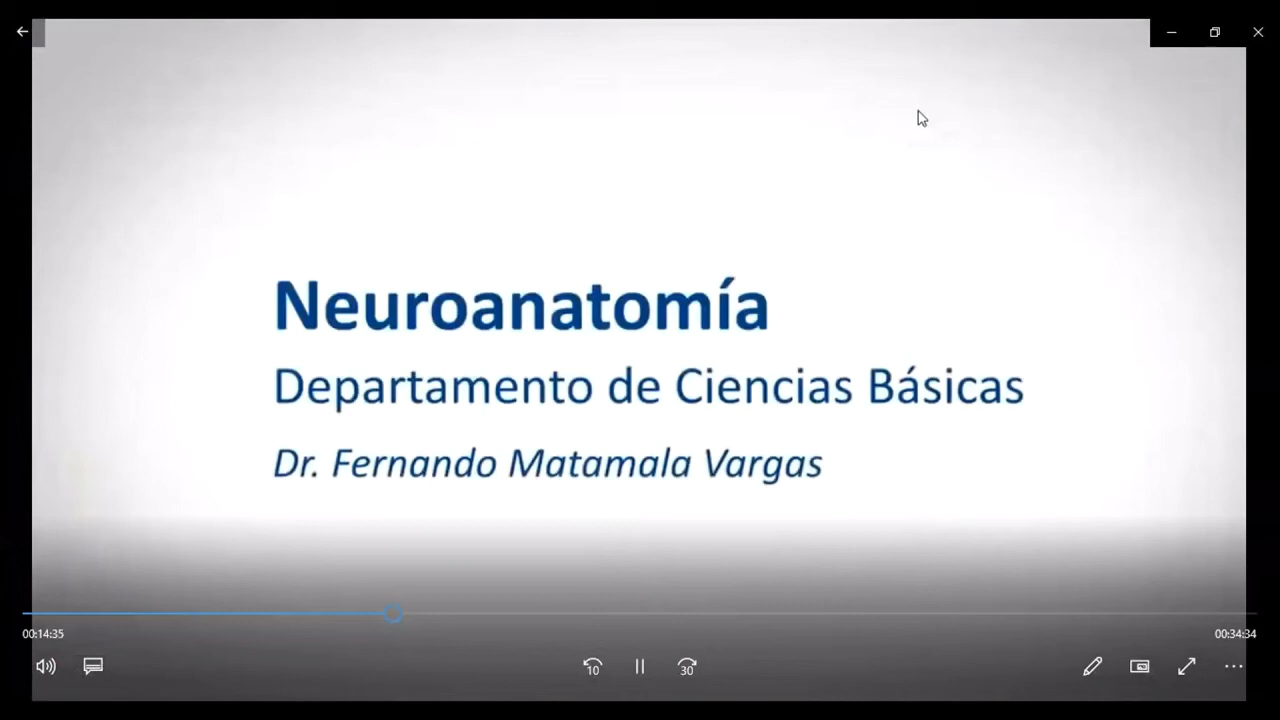 Neuroanatomía
Departamento de Ciencias Básicas
Dr. Fernando Matamala Vargas
00:14:35
00:34:34
10
30